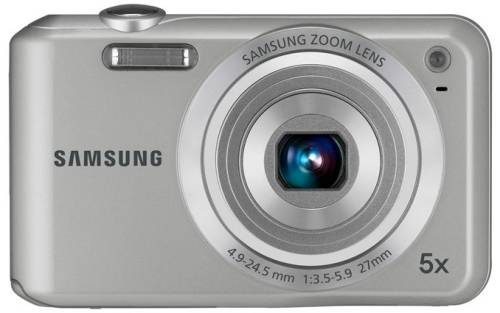 SAMSUNG ZOOM LENS
SAMSUNG
4.9-24.5 mm 1:3.5-5.9 27mm
5x